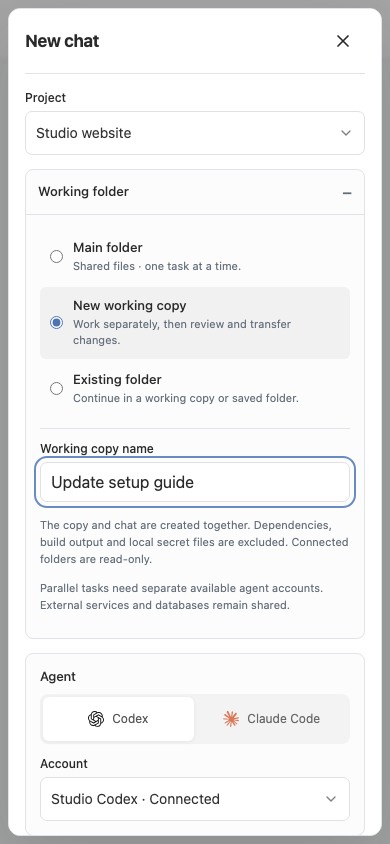 New chat
Project
Studio website
Working folder
Main folder
Shared files · one task at a time.
New working copy
Work separately, then review and transfer
changes.
Existing folder
Continue in a working copy or saved folder.
Working copy name
Update setup guide
The copy and chat are created together. Dependencies,
build output and local secret files are excluded. Connected
folders are read-only.
Parallel tasks need separate available agent accounts.
External services and databases remain shared.
Agent
Codex
Claude Code
Account
Studio Codex · Connected